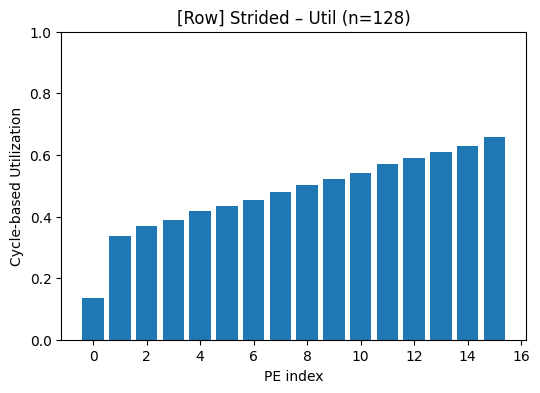 [Row] Strided – Util (n=128)
Cycle-based Utilization
1.0
0.8
0.6
0.4
0.2
0.0
0 2 4 6 8 10 12 14 16
PE index